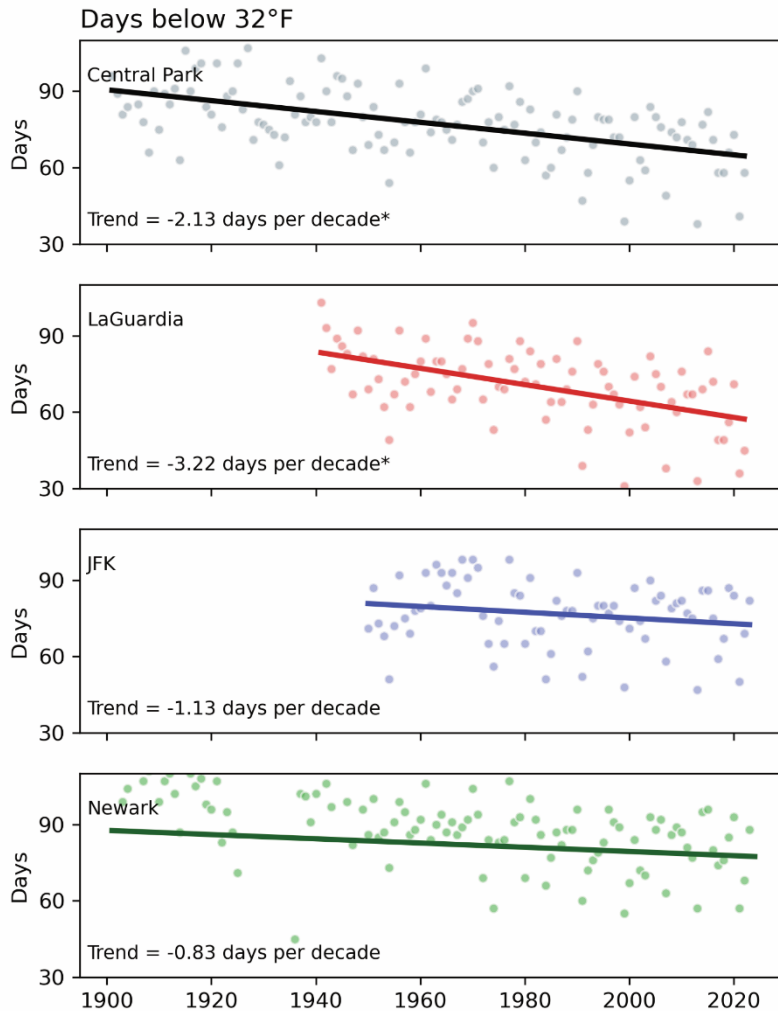 Days below 32°F
Central Park
90
60
30
Days
Trend = -2.13 days per decade*
LaGuardia
90
60
30
Days
Trend = -3.22 days per decade*
JFK
90
60
30
Days
Trend = -1.13 days per decade
Newark
90
60
30
Days
Trend = -0.83 days per decade
1900 1920 1940 1960 1980 2000 2020